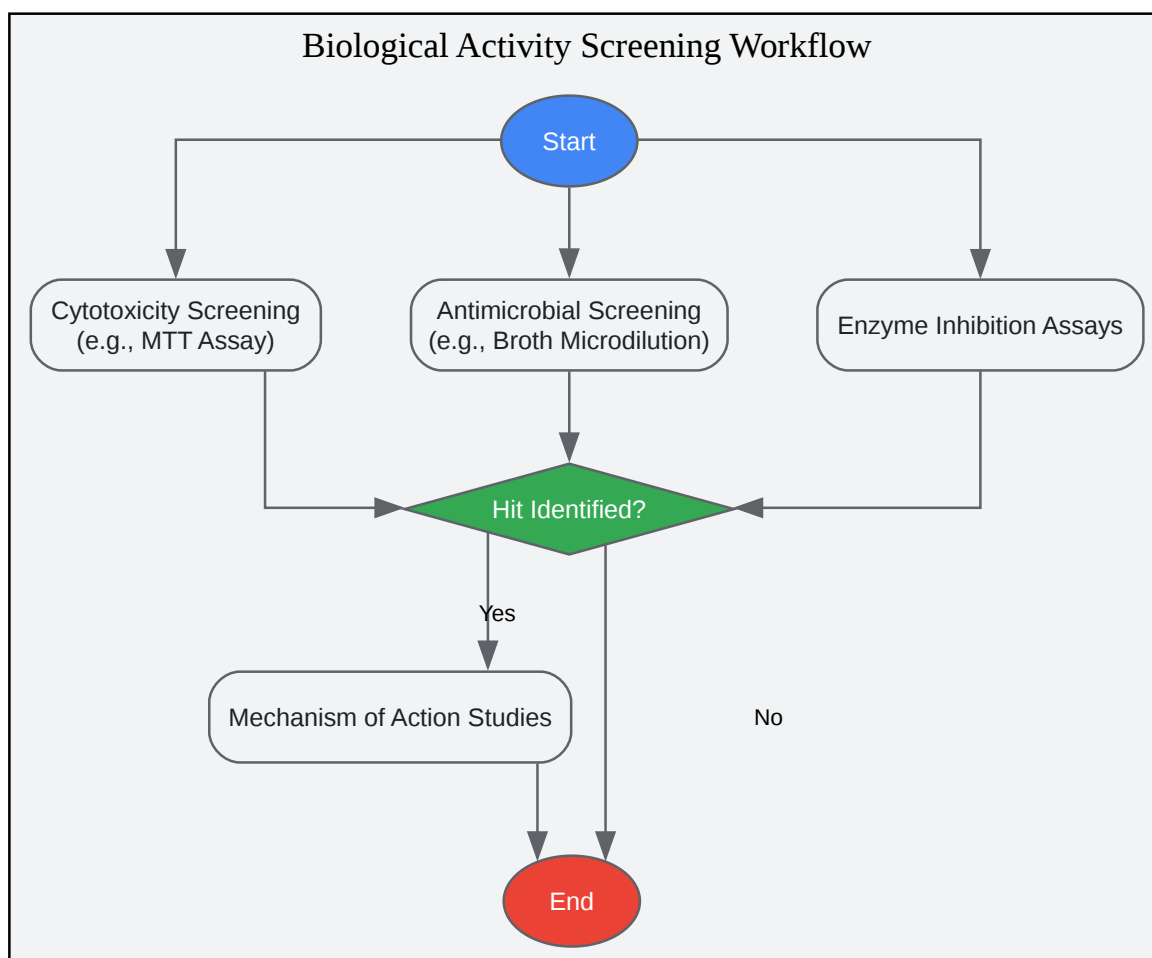 Biological Activity Screening Workflow
Start
Cytotoxicity Screening
(e.g., MTT Assay)
Antimicrobial Screening
(e.g., Broth Microdilution)
Enzyme Inhibition Assays
Hit Identified?
Yes
Mechanism of Action Studies
No
End